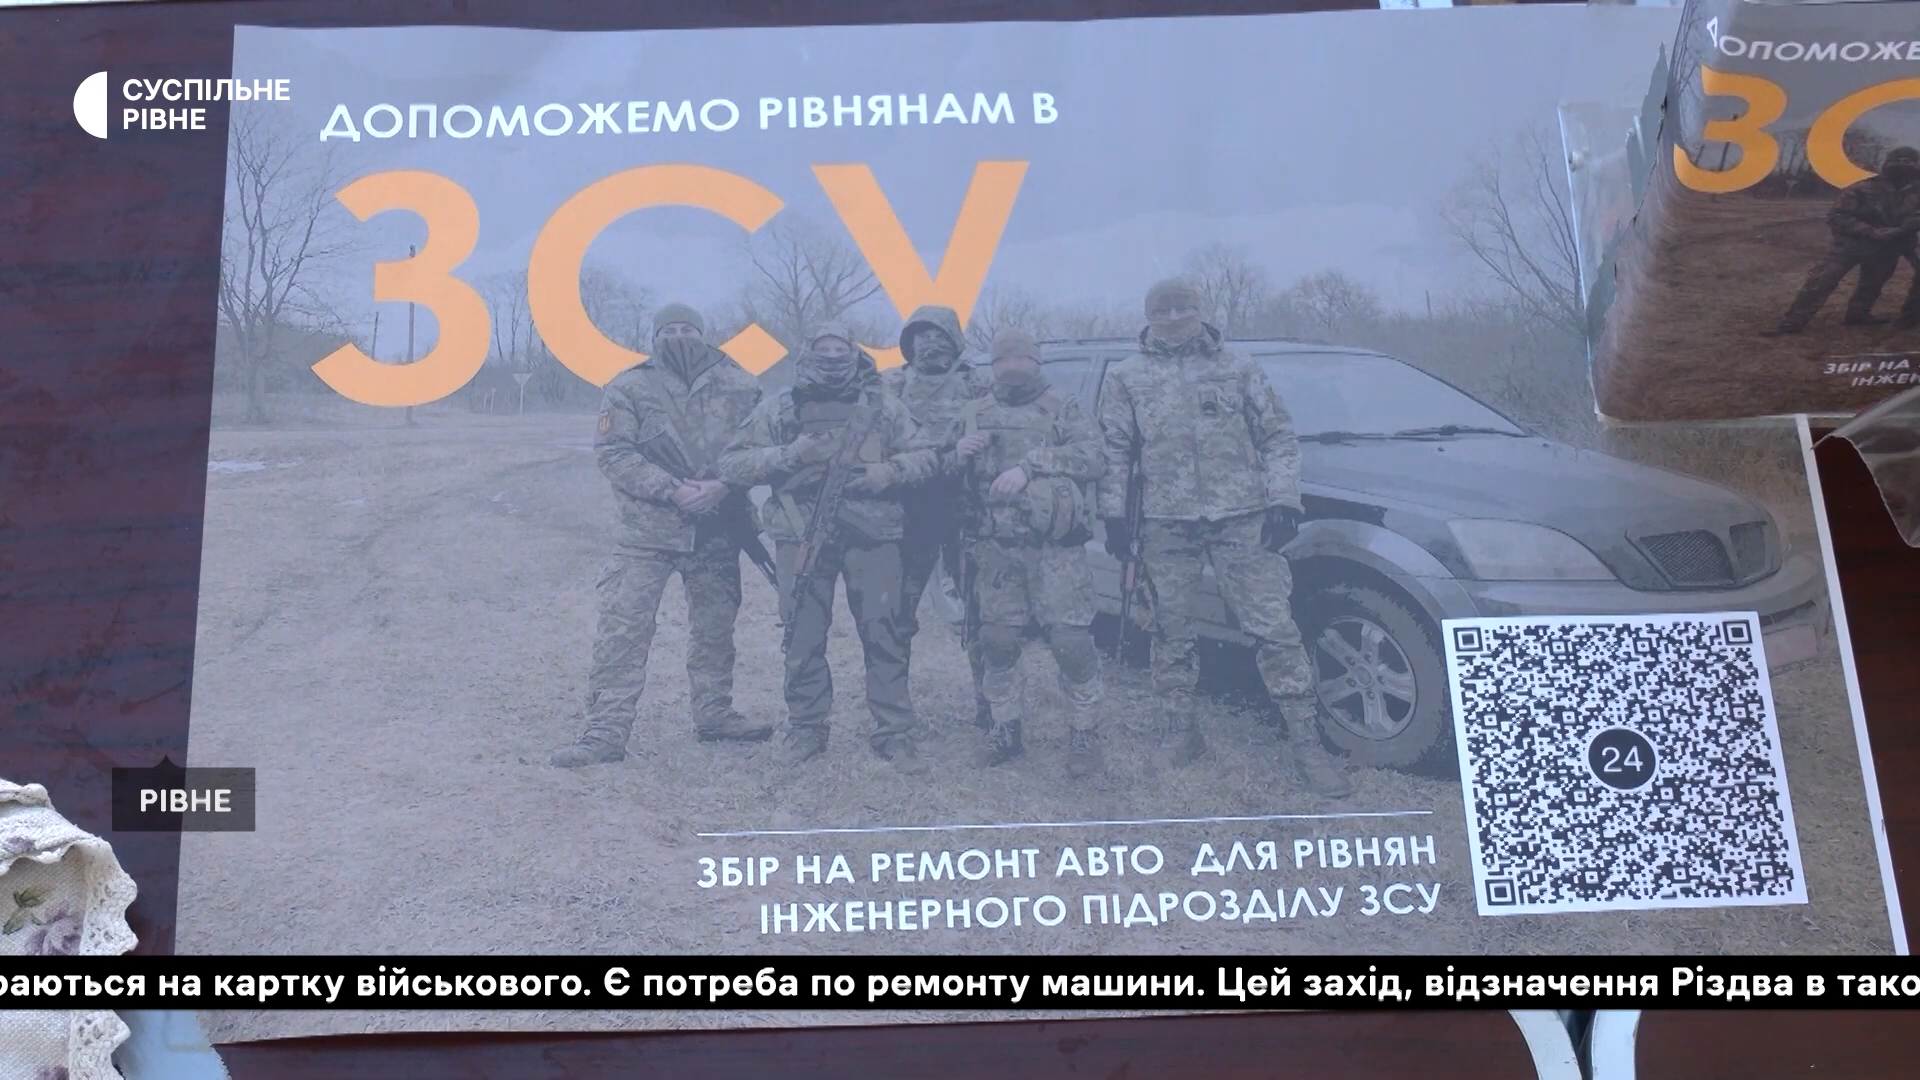 СУСПІЛЬНЕ
РІВНЕ
ДОПОМОЖЕМО РІВНЯНАМ В
ЗСУ
ОПОМОЖЕ
ЗС
ЗБІР НА
ІНЖЕН
24
РІВНЕ
ЗБІР НА РЕМОНТ АВТО ДЛЯ РІВНЯН
ІНЖЕНЕРНОГО ПІДРОЗДІЛУ ЗСУ
раються на картку військового. Є потреба по ремонту машини. Цей захід, відзначення Різдва в тако